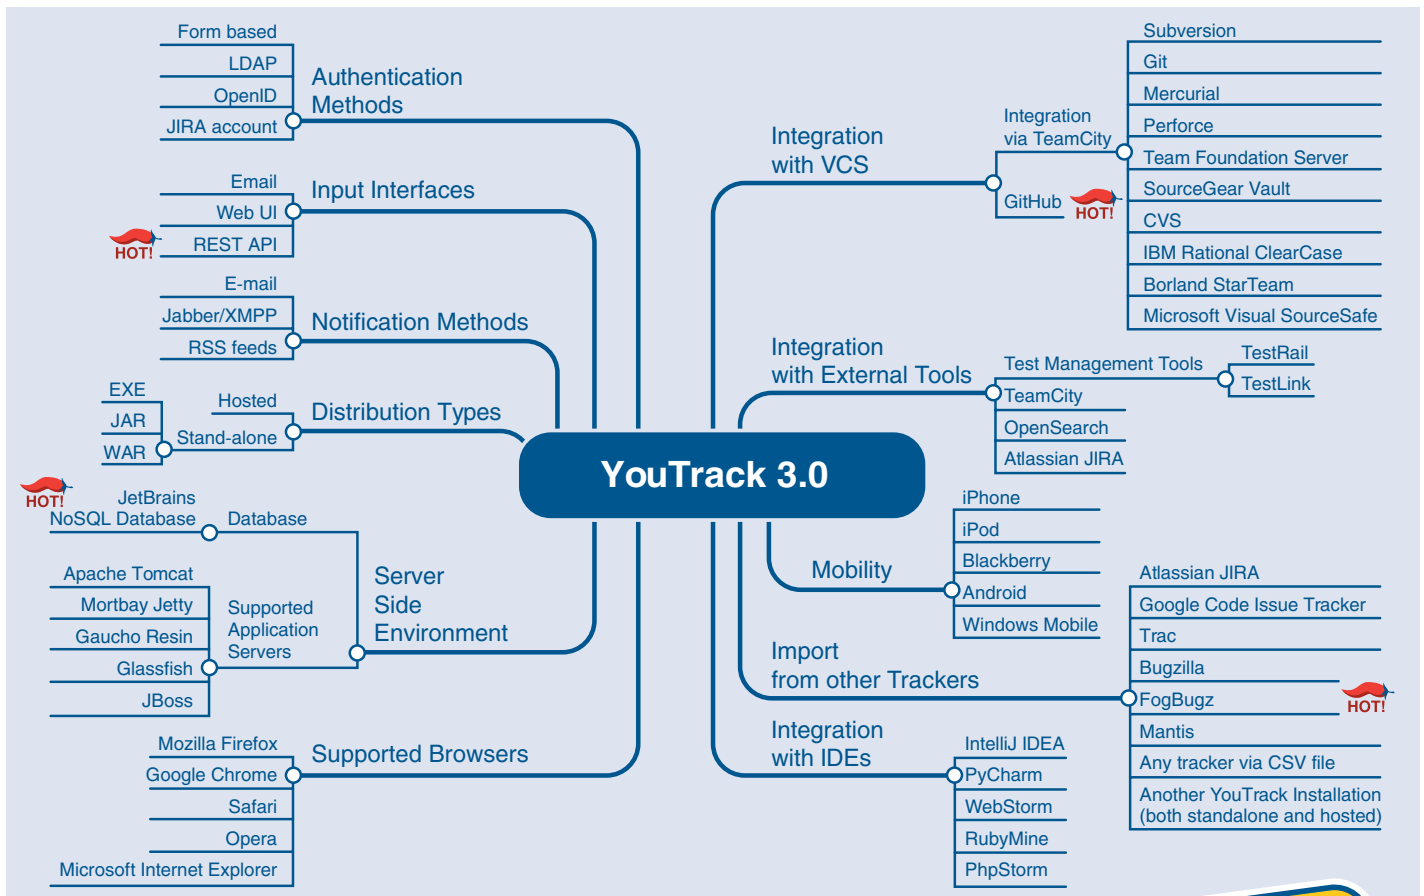 Form based
LDAP
OpenID
JIRA account
Authentication
Methods
Email
Web UI
REST API
HOT!
Input Interfaces
E-mail
Jabber/XMPP
RSS feeds
Notification Methods
EXE
JAR
WAR
Hosted
Stand-alone
Distribution Types
HOT!
JetBrains
NoSQL Database
Database
Apache Tomcat
Mortbay Jetty
Gaucho Resin
Glassfish
JBoss
Supported
Application
Servers
Server
Side
Environment
Mozilla Firefox
Google Chrome
Safari
Opera
Microsoft Internet Explorer
Supported Browsers
YouTrack 3.0
Integration
with VCS
Integration
via TeamCity
GitHub
HOT!
Subversion
Git
Mercurial
Perforce
Team Foundation Server
SourceGear Vault
CVS
IBM Rational ClearCase
Borland StarTeam
Microsoft Visual SourceSafe
Integration
with External Tools
Test Management Tools
TestRail
TestLink
TeamCity
OpenSearch
Atlassian JIRA
Mobility
iPhone
iPod
Blackberry
Android
Windows Mobile
Import
from other Trackers
Atlassian JIRA
Google Code Issue Tracker
Trac
Bugzilla
FogBugz
HOT!
Mantis
Any tracker via CSV file
Another YouTrack Installation
(both standalone and hosted)
Integration
with IDEs
IntelliJ IDEA
PyCharm
WebStorm
RubyMine
PhpStorm